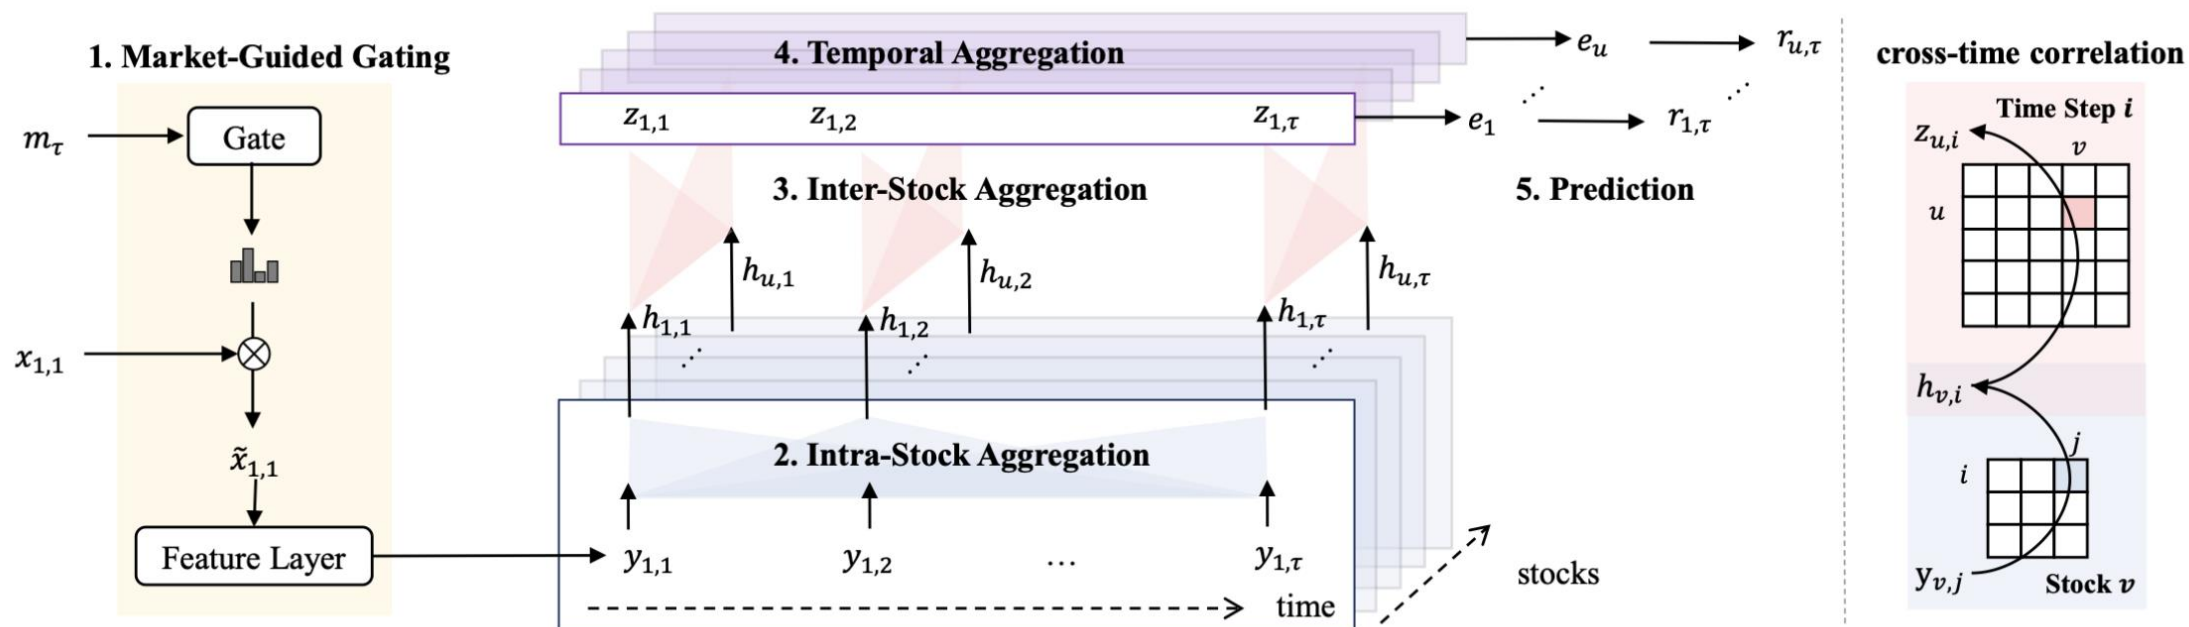 1. Market-Guided Gating
m_τ
Gate
x_{1,1}
x̃_{1,1}
Feature Layer
4. Temporal Aggregation
z_{1,1} z_{1,2} z_{1,τ}
e_u r_{u,τ}
⋰ ⋰
e_1 r_{1,τ}
3. Inter-Stock Aggregation
5. Prediction
h_{u,1} h_{u,2} h_{u,τ}
h_{1,1} h_{1,2} h_{1,τ}
⋰ ⋰ ⋰
2. Intra-Stock Aggregation
y_{1,1} y_{1,2} … y_{1,τ}
time
stocks
cross-time correlation
Time Step i
z_{u,i}
v
u
h_{v,i}
j
i
y_{v,j}
Stock v